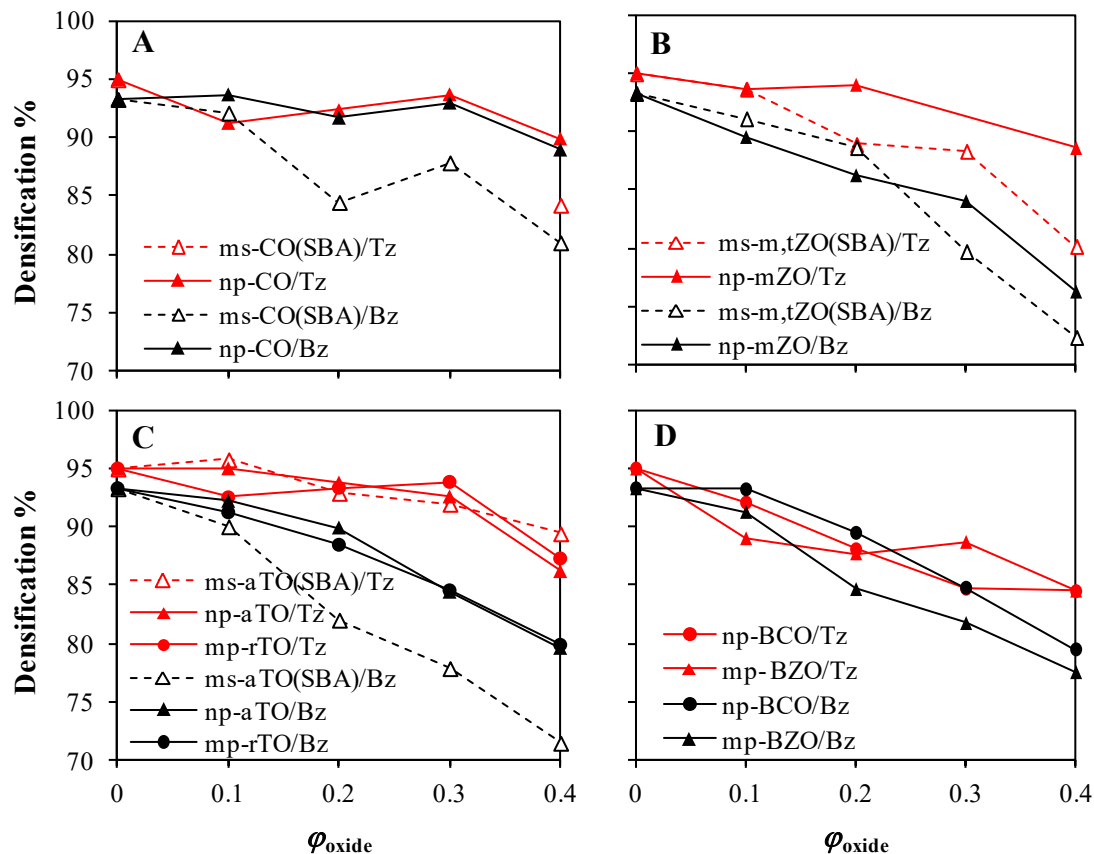 A
B
Densification %
100
95
90
85
80
75
70
ms-CO(SBA)/Tz
np-CO/Tz
ms-CO(SBA)/Bz
np-CO/Bz
ms-m,tZO(SBA)/Tz
np-mZO/Tz
ms-m,tZO(SBA)/Bz
np-mZO/Bz
C
D
Densification %
100
95
90
85
80
75
70
ms-aTO(SBA)/Tz
np-aTO/Tz
mp-rTO/Tz
ms-aTO(SBA)/Bz
np-aTO/Bz
mp-rTO/Bz
np-BCO/Tz
mp-BZO/Tz
np-BCO/Bz
mp-BZO/Bz
0 0.1 0.2 0.3 0.4
0 0.1 0.2 0.3 0.4
φoxide
φoxide